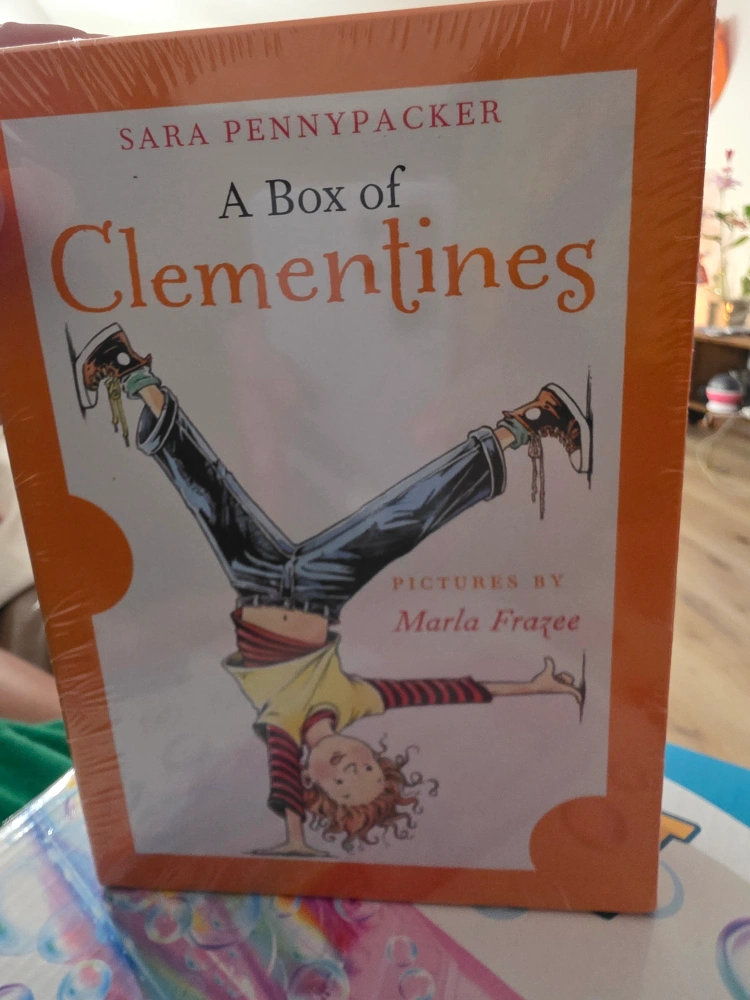 SARA PENNYPACKER
A Box of
Clementines
PICTURES BY
Marla Frazee